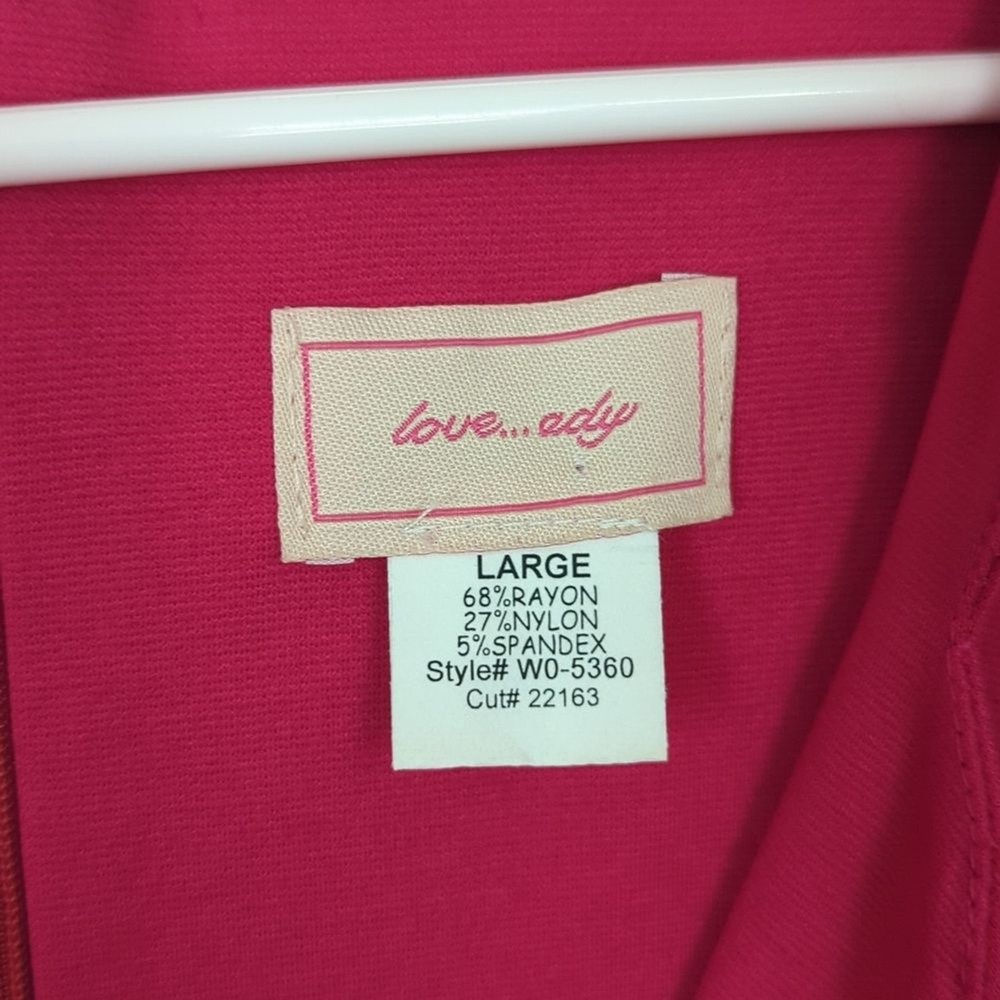 love...ady
LARGE
68%RAYON
27%NYLON
5%SPANDEX
Style# W0-5360
Cut# 22163